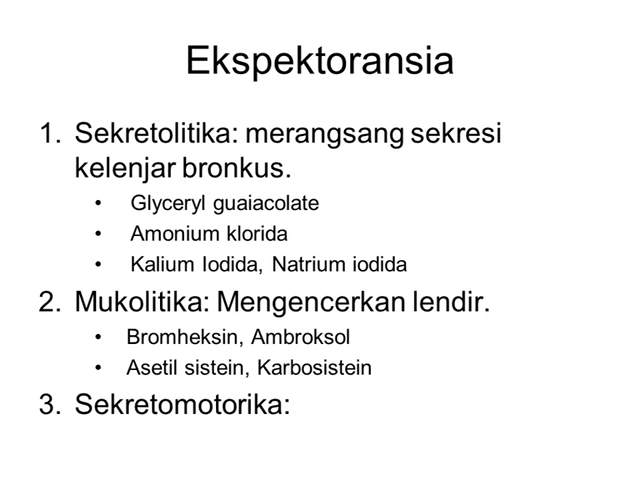 Ekspektoransia
1. Sekretolitika: merangsang sekresi
kelenjar bronkus.
• Glyceryl guaiacolate
• Amonium klorida
• Kalium Iodida, Natrium iodida
2. Mukolitika: Mengencerkan lendir.
• Bromheksin, Ambroksol
• Asetil sistein, Karbosistein
3. Sekretomotorika: